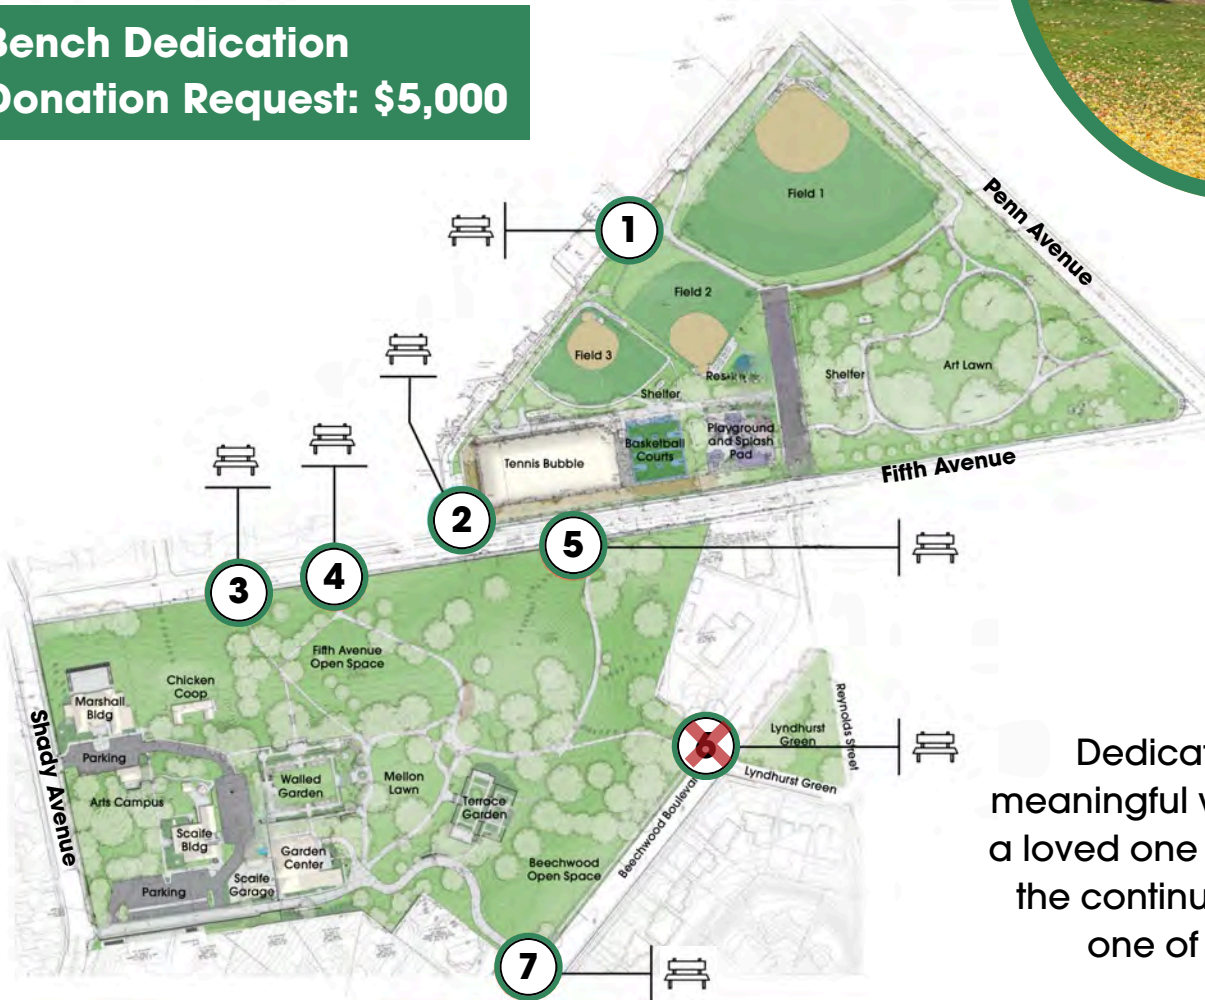 Bench Dedication
Donation Request: $5,000
Penn Avenue
Field 1
1
Field 2
Field 3
Shelter
Shelter
Art Lawn
Playground
and Splash
Pad
Basketball
Courts
Tennis Bubble
Fifth Avenue
2
5
3
4
Fifth Avenue
Open Space
Chicken
Coop
Marshall
Bldg
Parking
Shady Avenue
Arts Campus
Walled
Garden
Mellon
Lawn
Terrace
Garden
Scaife
Bldg
Garden
Center
Parking
Scaife
Garage
Beechwood
Open Space
Beechwood Boulevar
6
Lyndhurst
Green
Reynolds Street
Lyndhurst Green
7
Dedicat
meaningful
a loved one
the continu
one of